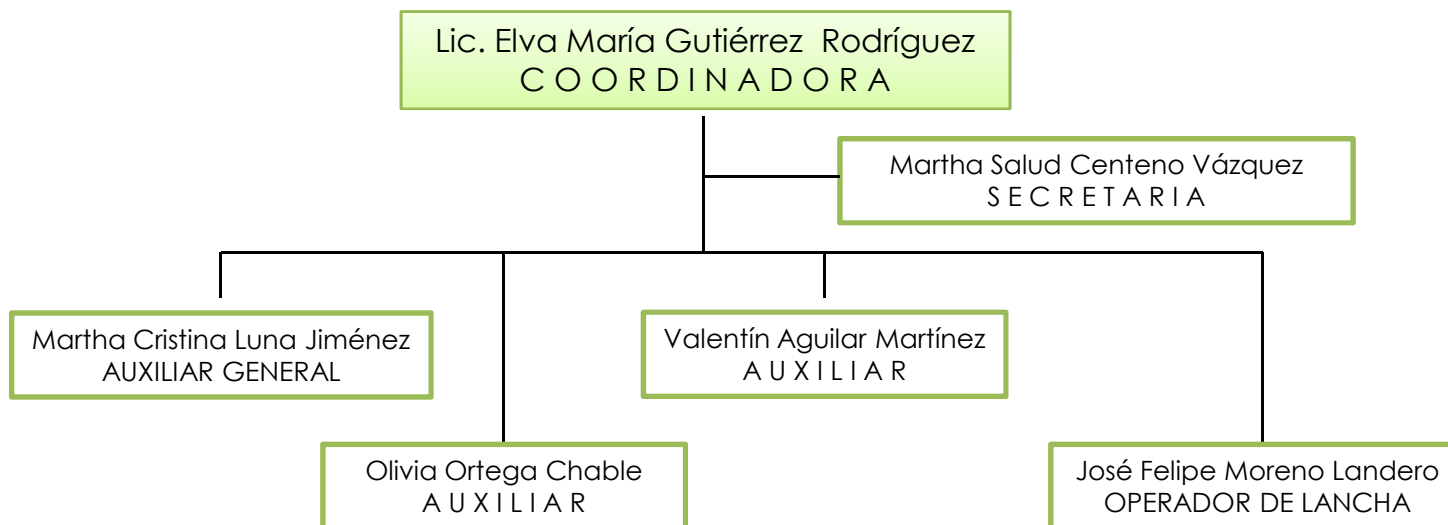 Lic. Elva María Gutiérrez Rodríguez
C O O R D I N A D O R A
Martha Salud Centeno Vázquez
S E C R E T A R I A
Martha Cristina Luna Jiménez
AUXILIAR GENERAL
Valentín Aguilar Martínez
A U X I L I A R
Olivia Ortega Chable
A U X I L I A R
José Felipe Moreno Landero
OPERADOR DE LANCHA